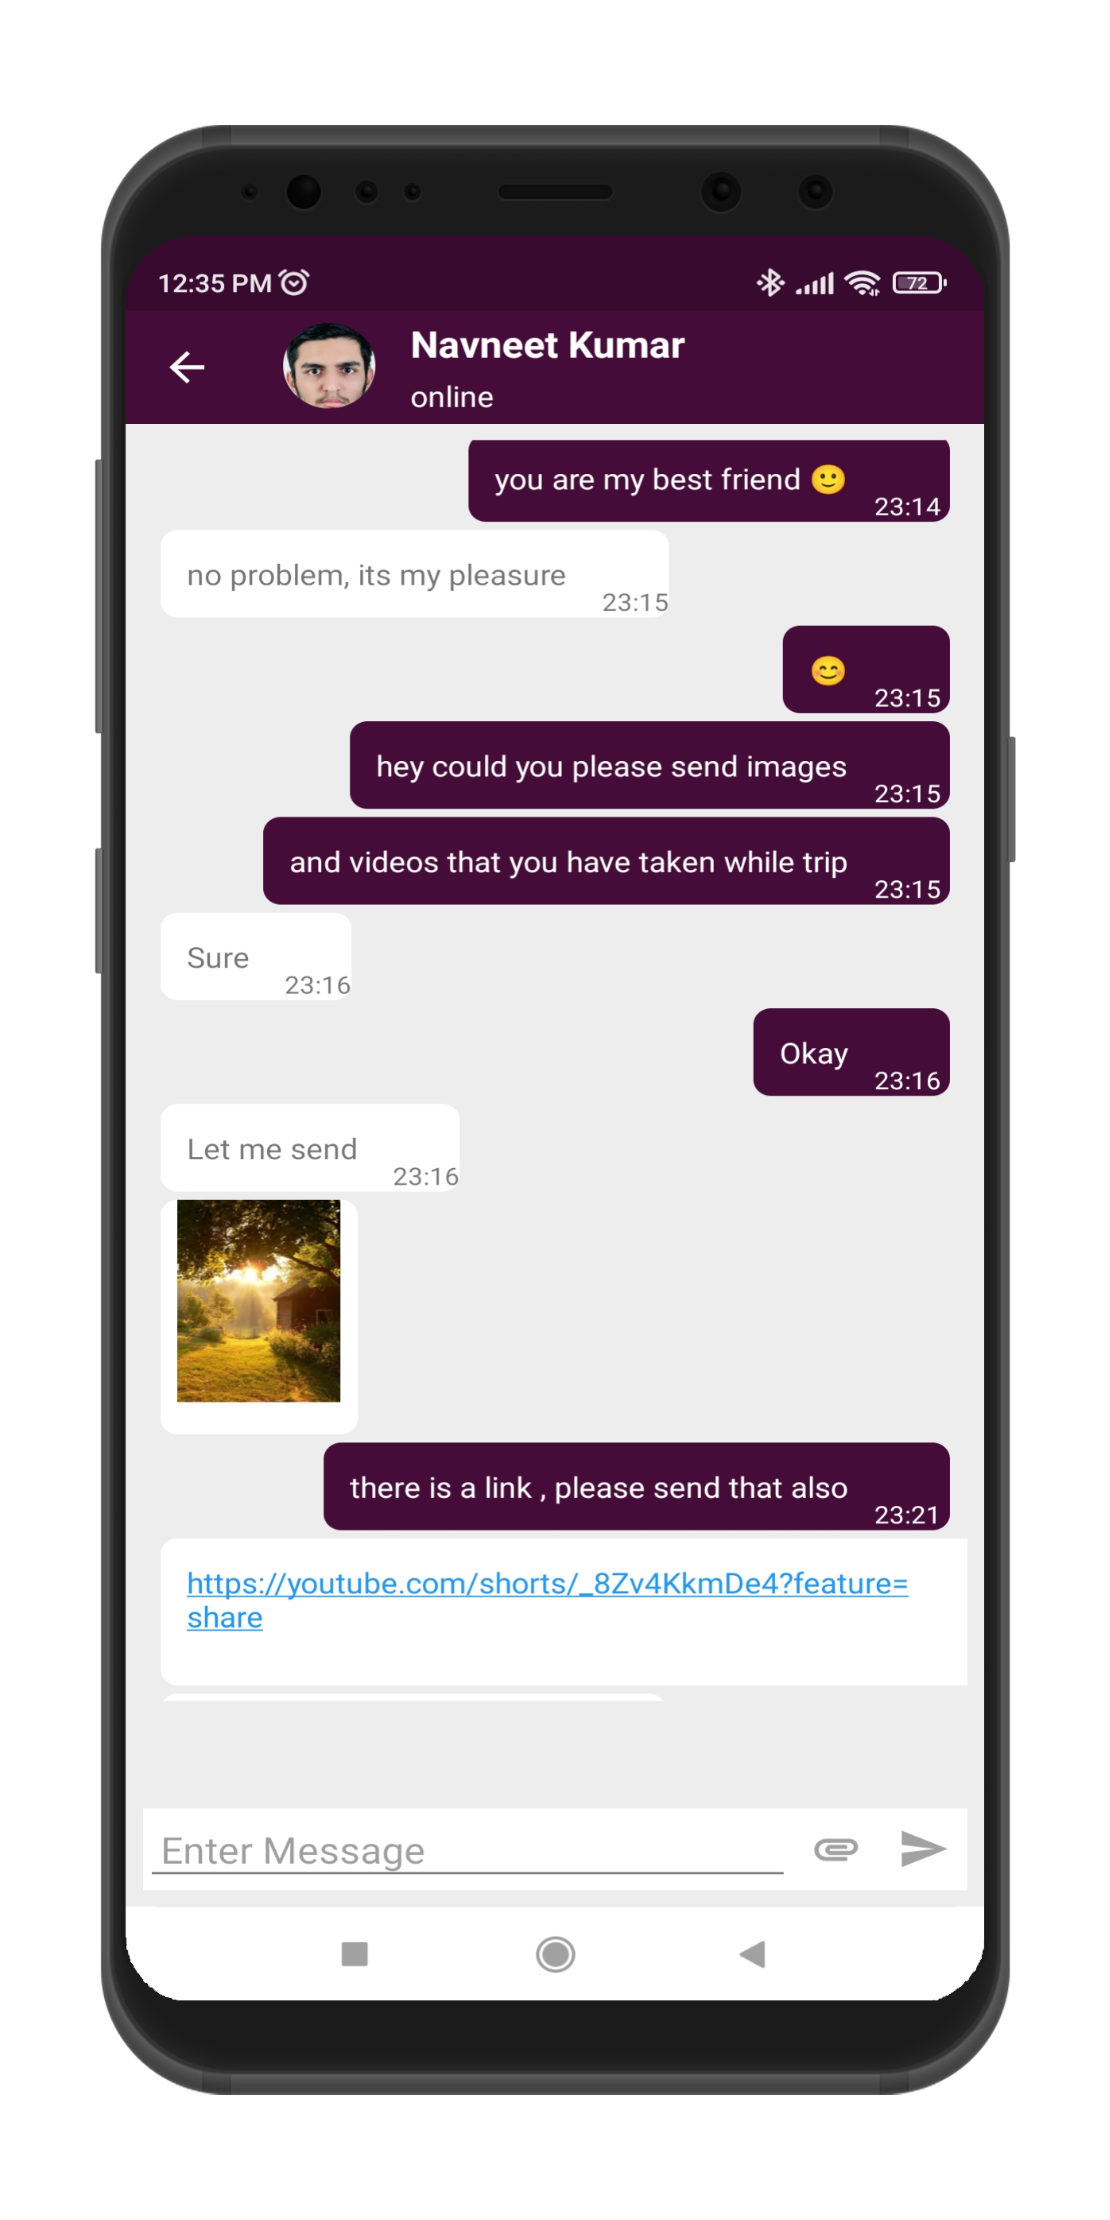 12:35 PM
72
Navneet Kumar
online
you are my best friend 🙂
23:14
no problem, its my pleasure
23:15
😊
23:15
hey could you please send images
23:15
and videos that you have taken while trip
23:15
Sure
23:16
Okay
23:16
Let me send
23:16
there is a link , please send that also
23:21
https://youtube.com/shorts/_8Zv4KkmDe4?feature=
share
Enter Message